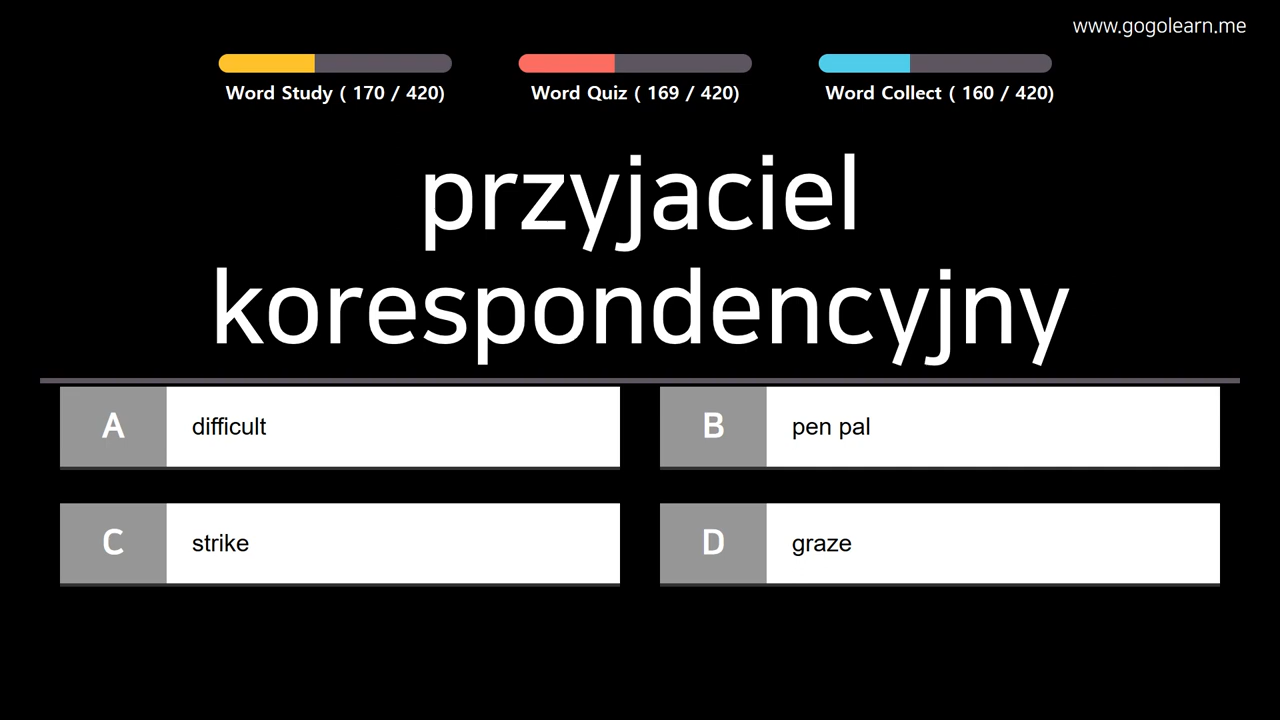 www.gogolearn.me
Word Study ( 170 / 420)
Word Quiz ( 169 / 420)
Word Collect ( 160 / 420)
przyjaciel
korespondencyjny
A difficult
B pen pal
C strike
D graze